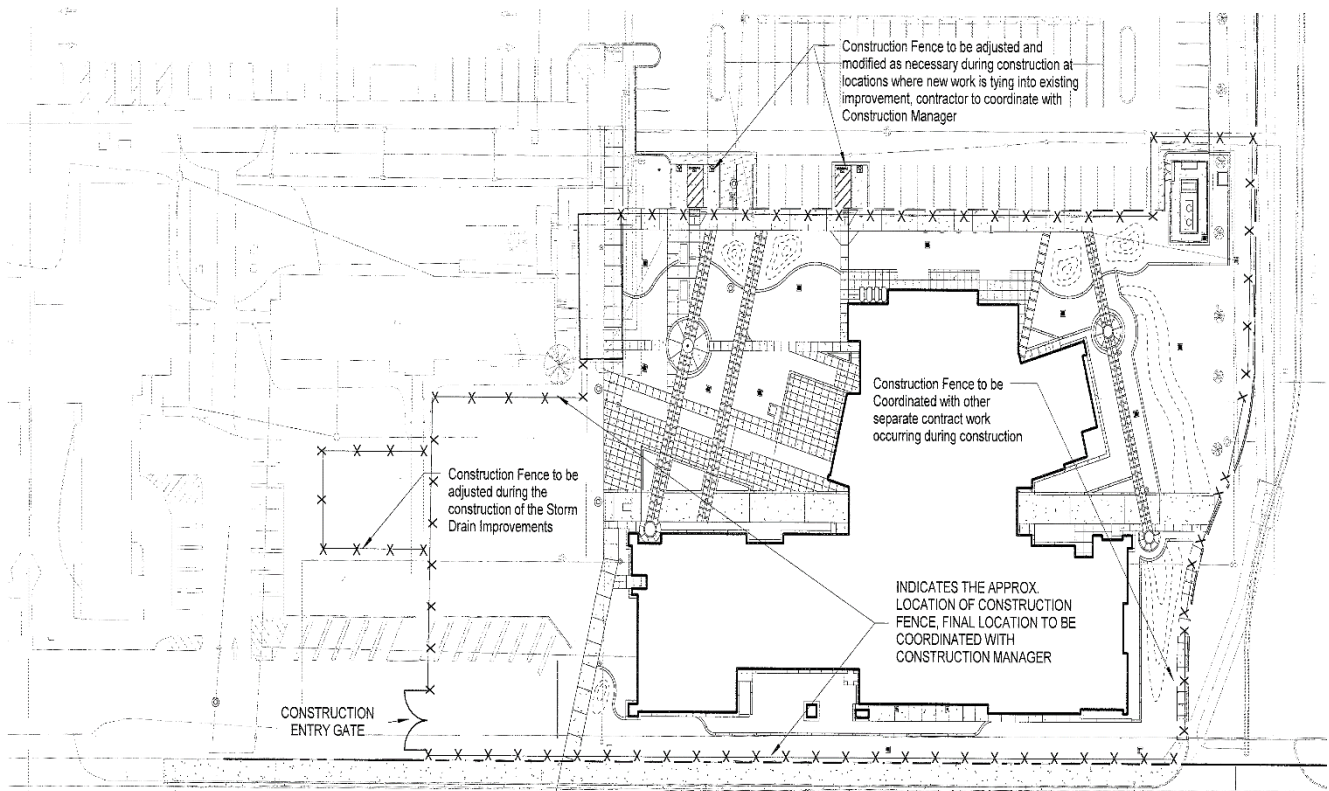 Construction Fence to be adjusted and
modified as necessary during construction at
locations where new work is tying into existing
improvement, contractor to coordinate with
Construction Manager
Construction Fence to be
Coordinated with other
separate contract work
occurring during construction
Construction Fence to be
adjusted during the
construction of the Storm
Drain Improvements
INDICATES THE APPROX.
LOCATION OF CONSTRUCTION
FENCE, FINAL LOCATION TO BE
COORDINATED WITH
CONSTRUCTION MANAGER
CONSTRUCTION
ENTRY GATE